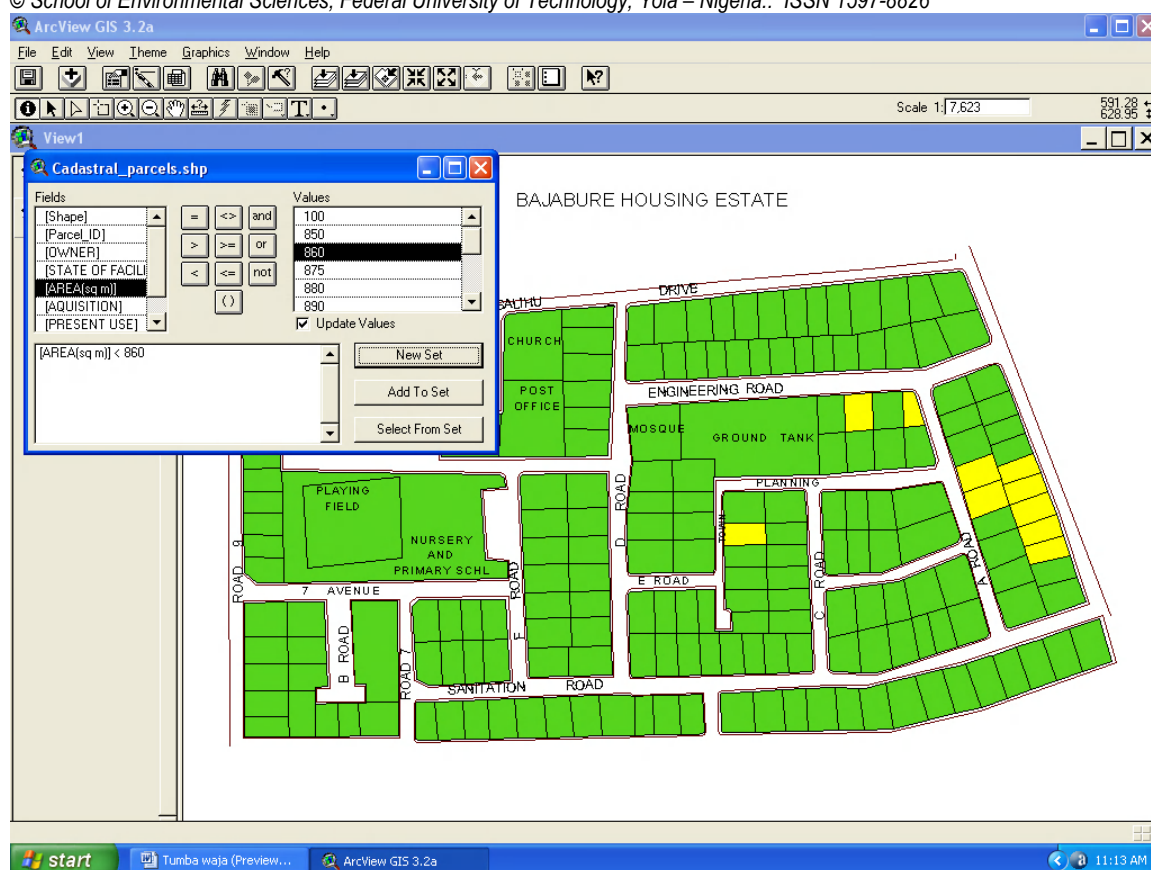 © School of Environmental Sciences, Federal University of Technology, Yola – Nigeria.. ISSN 1597-8826
ArcView GIS 3.2a
File Edit View Theme Graphics Window Help
Scale 1: 7,623
591.28
628.95
View1
Cadastral_parcels.shp
Fields
Values
[Shape]
[Parcel_ID]
[OWNER]
[STATE OF FACILI
[AREA(sq m)]
[AQUISITION]
[PRESENT USE]
= <> and
> >= or
< <= not
( )
100
850
860
875
880
890
Update Values
[AREA(sq m)] < 860
New Set
Add To Set
Select From Set
BAJABURE HOUSING ESTATE
SALIHU DRIVE
CHURCH
POST
OFFICE
ENGINEERING ROAD
MOSQUE
GROUND TANK
PLANNING
TOWN
PLAYING
FIELD
NURSERY
AND
PRIMARY SCHL
ROAD 9
7 AVENUE
B ROAD
ROAD 7
F ROAD
D ROAD
E ROAD
C ROAD
A ROAD
SANITATION ROAD
start
Tumba waja (Preview...
ArcView GIS 3.2a
11:13 AM